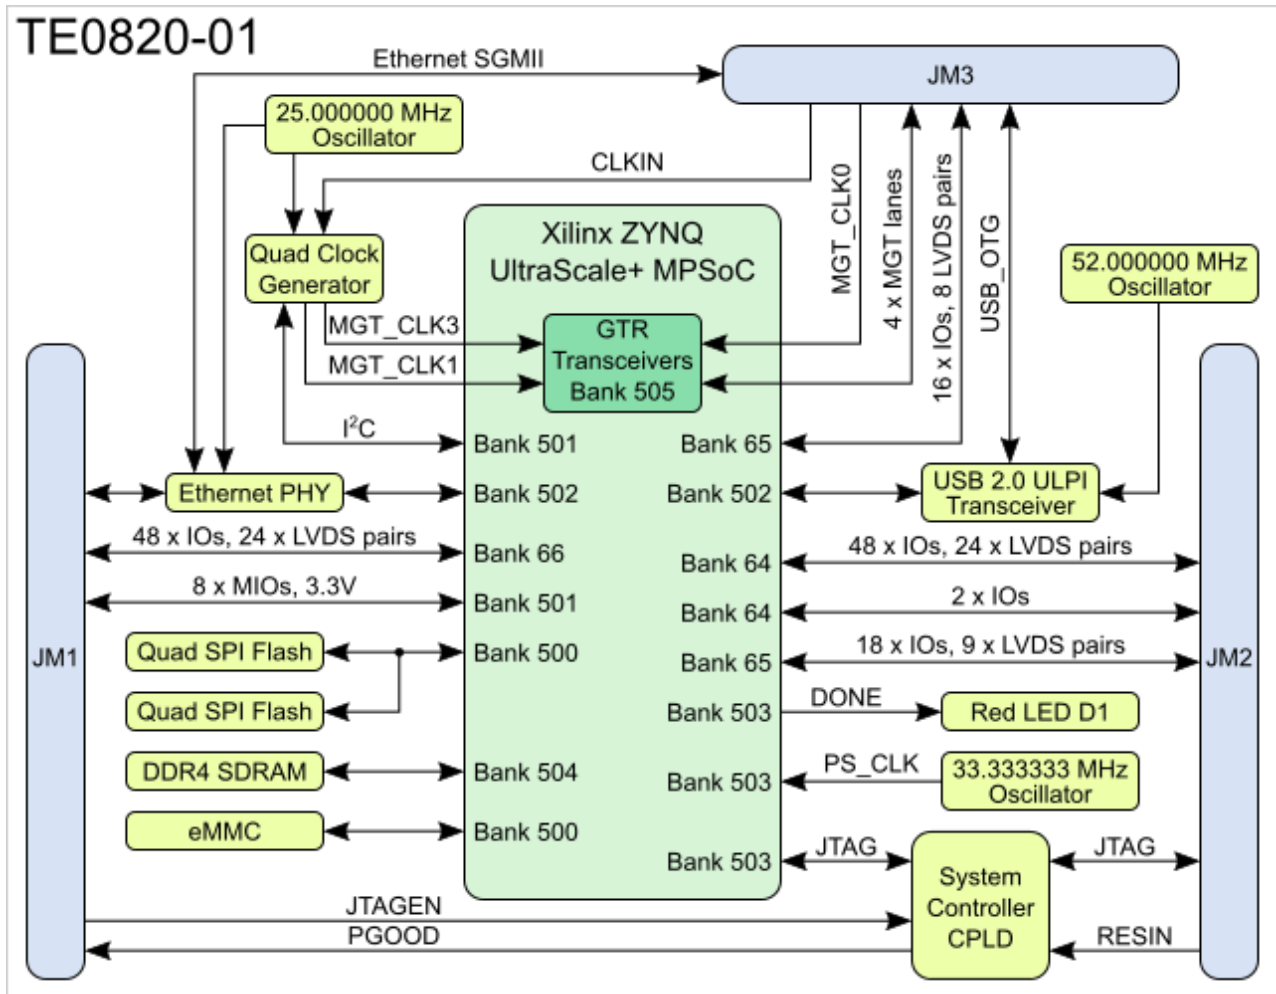 TE0820-01
Ethernet SGMII
JM3
25.000000 MHz
Oscillator
CLKIN
MGT_CLK0
4 x MGT lanes
16 x IOs, 8 LVDS pairs
USB_OTG
Xilinx ZYNQ
UltraScale+ MPSoC
Quad Clock
Generator
52.000000 MHz
Oscillator
MGT_CLK3
MGT_CLK1
GTR
Transceivers
Bank 505
I²C
Bank 501
Bank 65
Ethernet PHY
Bank 502
Bank 502
USB 2.0 ULPI
Transceiver
48 x IOs, 24 x LVDS pairs
Bank 66
Bank 64
48 x IOs, 24 x LVDS pairs
8 x MIOs, 3.3V
Bank 501
Bank 64
2 x IOs
JM1
Quad SPI Flash
Bank 500
Bank 65
18 x IOs, 9 x LVDS pairs
JM2
Quad SPI Flash
Bank 503
DONE
Red LED D1
DDR4 SDRAM
Bank 504
Bank 503
PS_CLK
33.333333 MHz
Oscillator
eMMC
Bank 500
Bank 503
JTAG
System
Controller
CPLD
JTAG
JTAGEN
PGOOD
RESIN